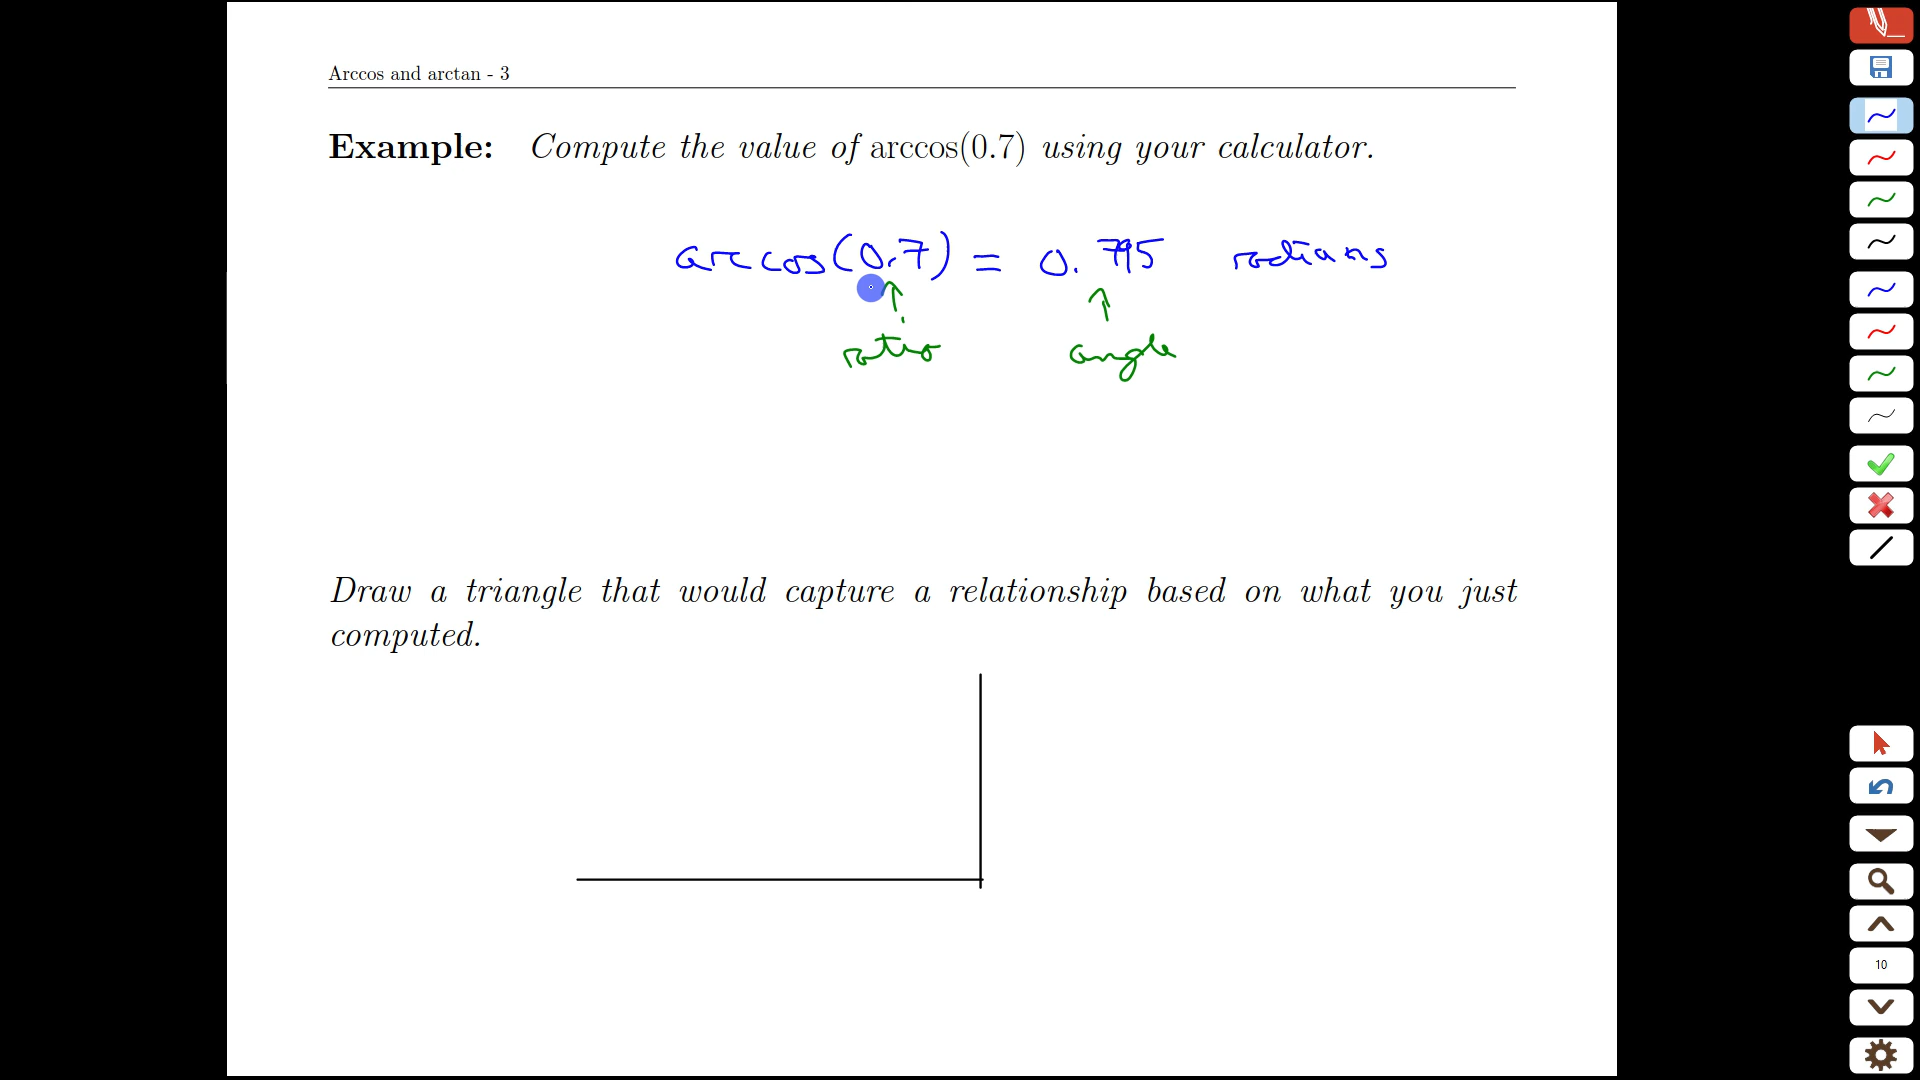 Arccos and arctan - 3
Example: Compute the value of arccos(0.7) using your calculator.
arccos(0.7) = 0.795 radians
ratio angle
Draw a triangle that would capture a relationship based on what you just
computed.
10